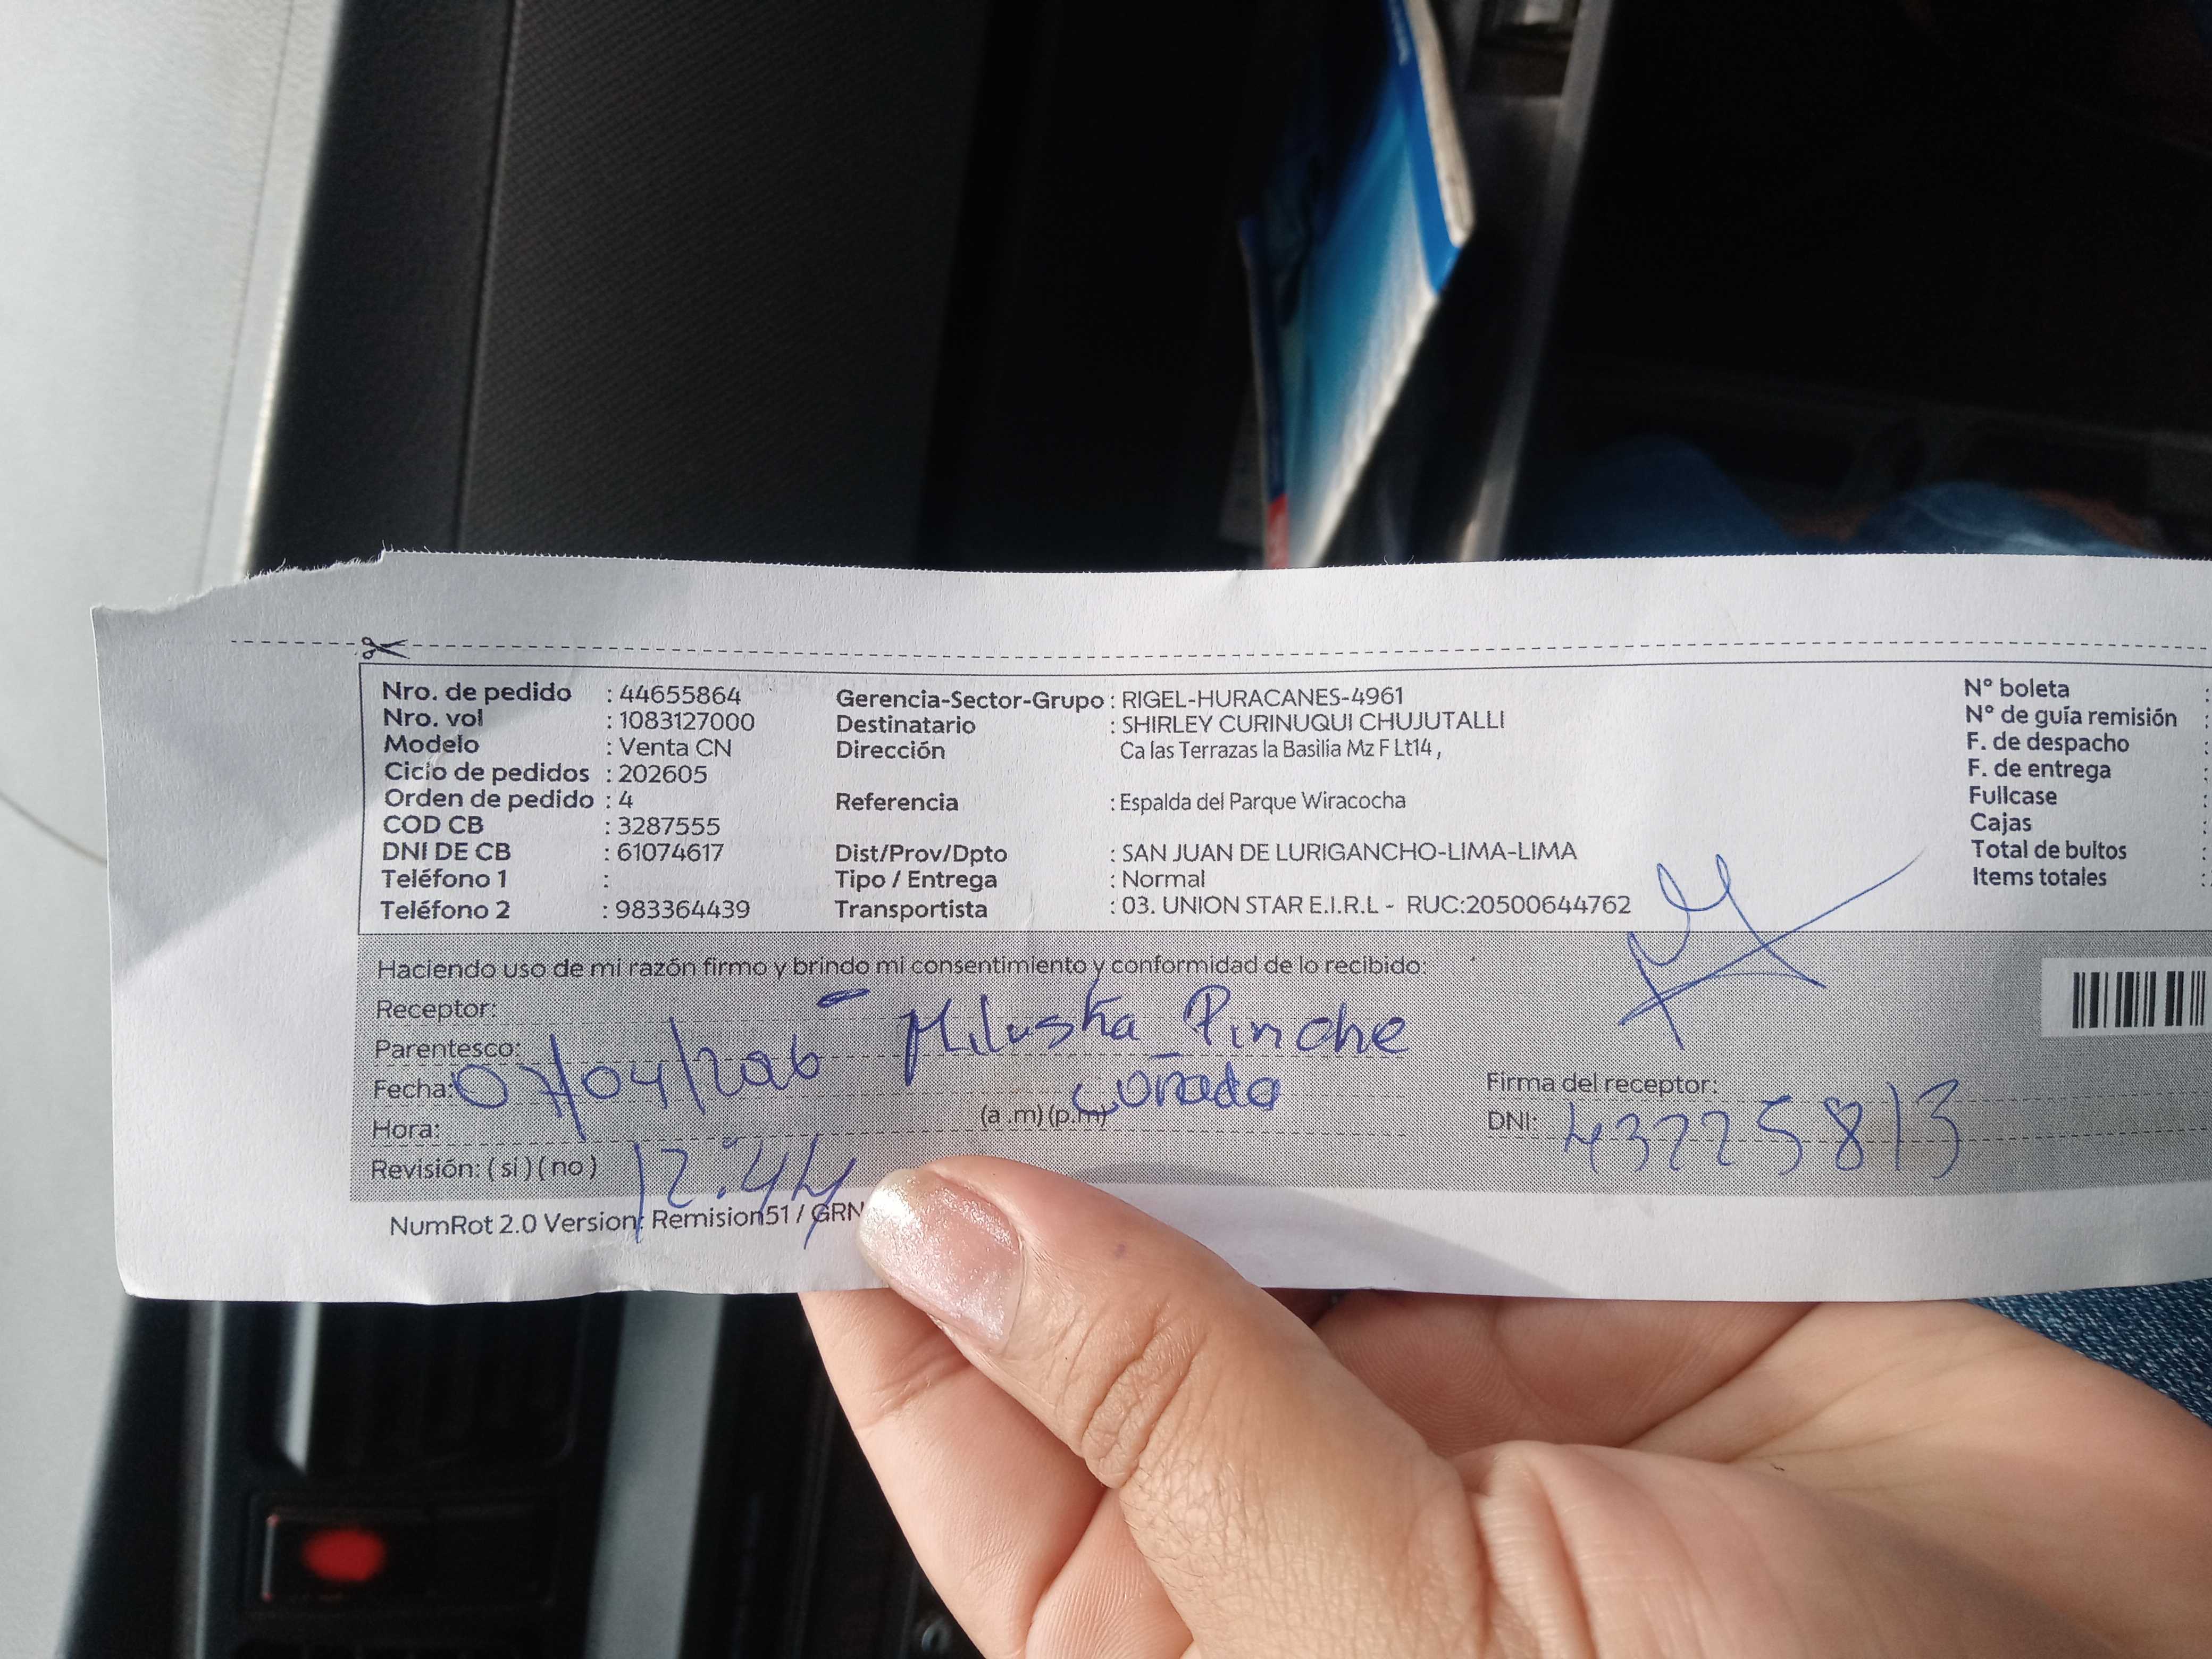 Nro. de pedido : 44655864 Gerencia-Sector-Grupo : RIGEL-HURACANES-4961 N° boleta :
Nro. vol : 1083127000 Destinatario : SHIRLEY CURINUQUI CHUJUTALLI N° de guía remisión :
Modelo : Venta CN Dirección Ca las Terrazas la Basilia Mz F Lt14 , F. de despacho :
Ciclo de pedidos : 202605 F. de entrega :
Orden de pedido : 4 Referencia : Espalda del Parque Wiracocha Fullcase :
COD CB : 3287555 Cajas :
DNI DE CB : 61074617 Dist/Prov/Dpto : SAN JUAN DE LURIGANCHO-LIMA-LIMA Total de bultos :
Teléfono 1 : Tipo / Entrega : Normal Items totales :
Teléfono 2 : 983364439 Transportista : 03. UNION STAR E.I.R.L - RUC:20500644762
Haciendo uso de mi razón firmo y brindo mi consentimiento y conformidad de lo recibido:
Receptor: Miluska Pinche
Parentesco:
Fecha: 07/04/2026 Firma del receptor:
Hora: (a .m) (p.m) DNI: 43225813
Revisión: ( si ) ( no ) 12:44
NumRot 2.0 Version: Remision51 / GRN